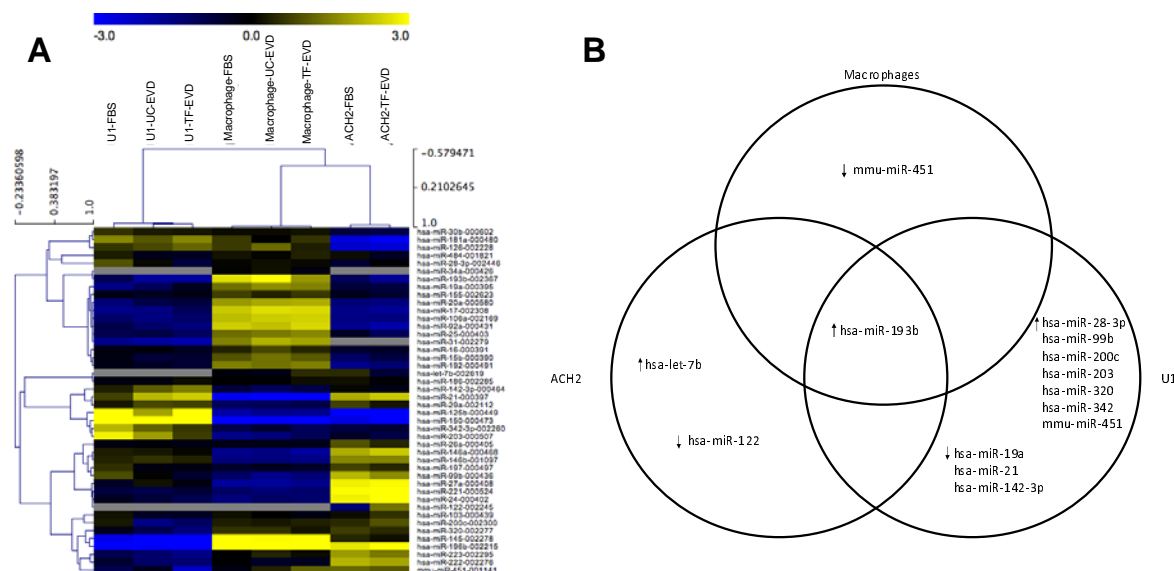 A
-3.0
0.0
3.0
U1-FBS
U1-UC-EVD
U1-TF-EVD
Macrophage-FBS
Macrophage-UC-EVD
Macrophage-TF-EVD
ACH2-FBS
ACH2-TF-EVD
-0.23360598
0.383197
1.0
-0.579471
0.2102645
1.0
hsa-miR-30b-000602
hsa-miR-181a-000480
hsa-miR-126-002228
hsa-miR-484-001821
hsa-miR-28-3p-002446
hsa-miR-34a-000426
hsa-miR-193b-002367
hsa-miR-19a-000395
hsa-miR-155-002623
hsa-miR-20a-000580
hsa-miR-17-002308
hsa-miR-106a-002169
hsa-miR-92a-000431
hsa-miR-25-000403
hsa-miR-31-002279
hsa-miR-16-000391
hsa-miR-15b-000390
hsa-miR-192-000491
hsa-let-7b-002619
hsa-miR-186-002285
hsa-miR-142-3p-000464
hsa-miR-21-000397
hsa-miR-29a-002112
hsa-miR-125b-000449
hsa-miR-150-000473
hsa-miR-342-3p-002260
hsa-miR-203-000507
hsa-miR-26a-000405
hsa-miR-146a-000468
hsa-miR-146b-001097
hsa-miR-197-000497
hsa-miR-99b-000436
hsa-miR-27a-000408
hsa-miR-221-000524
hsa-miR-24-000402
hsa-miR-122-002245
hsa-miR-103-000439
hsa-miR-200c-002300
hsa-miR-320-002277
hsa-miR-145-002278
hsa-miR-196b-002215
hsa-miR-223-002295
hsa-miR-222-002276
mmu-miR-451-001141
B
Macrophages
↓ mmu-miR-451
↑ hsa-miR-193b
↑ hsa-let-7b
ACH2
↓ hsa-miR-122
↑ hsa-miR-28-3p
hsa-miR-99b
hsa-miR-200c
hsa-miR-203
hsa-miR-320
hsa-miR-342
mmu-miR-451
U1
↓ hsa-miR-19a
hsa-miR-21
hsa-miR-142-3p